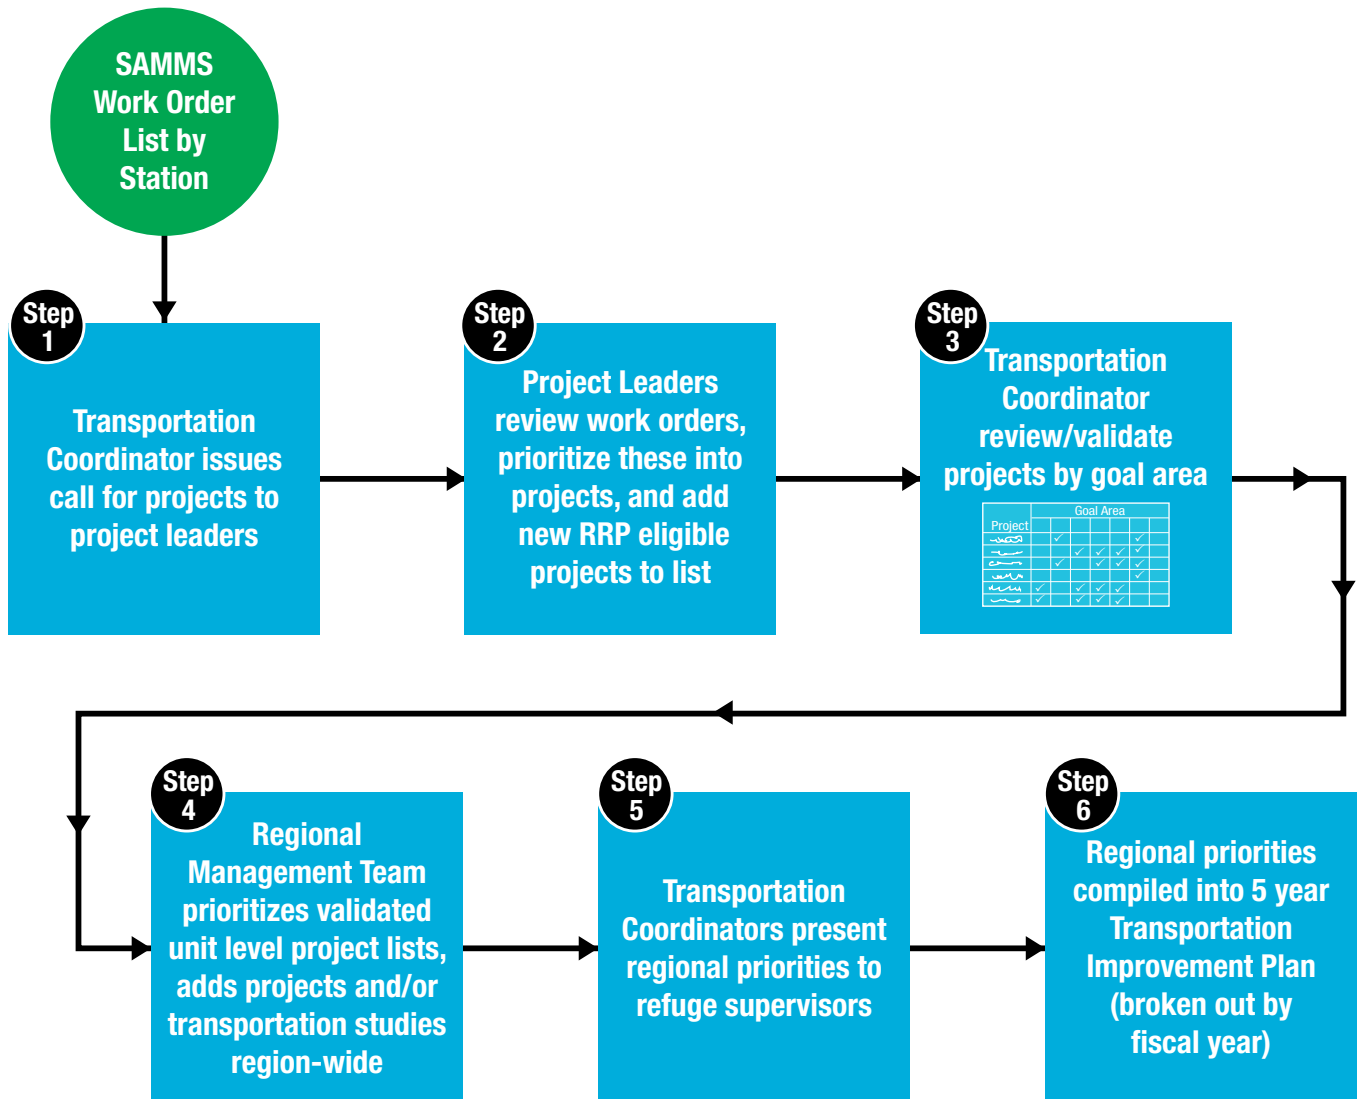 SAMMS
Work Order
List by
Station
Step
1
Transportation
Coordinator issues
call for projects to
project leaders
Step
2
Project Leaders
review work orders,
prioritize these into
projects, and add
new RRP eligible
projects to list
Step
3
Transportation
Coordinator
review/validate
projects by goal area
Goal Area
Project
Step
4
Regional
Management Team
prioritizes validated
unit level project lists,
adds projects and/or
transportation studies
region-wide
Step
5
Transportation
Coordinators present
regional priorities to
refuge supervisors
Step
6
Regional priorities
compiled into 5 year
Transportation
Improvement Plan
(broken out by
fiscal year)